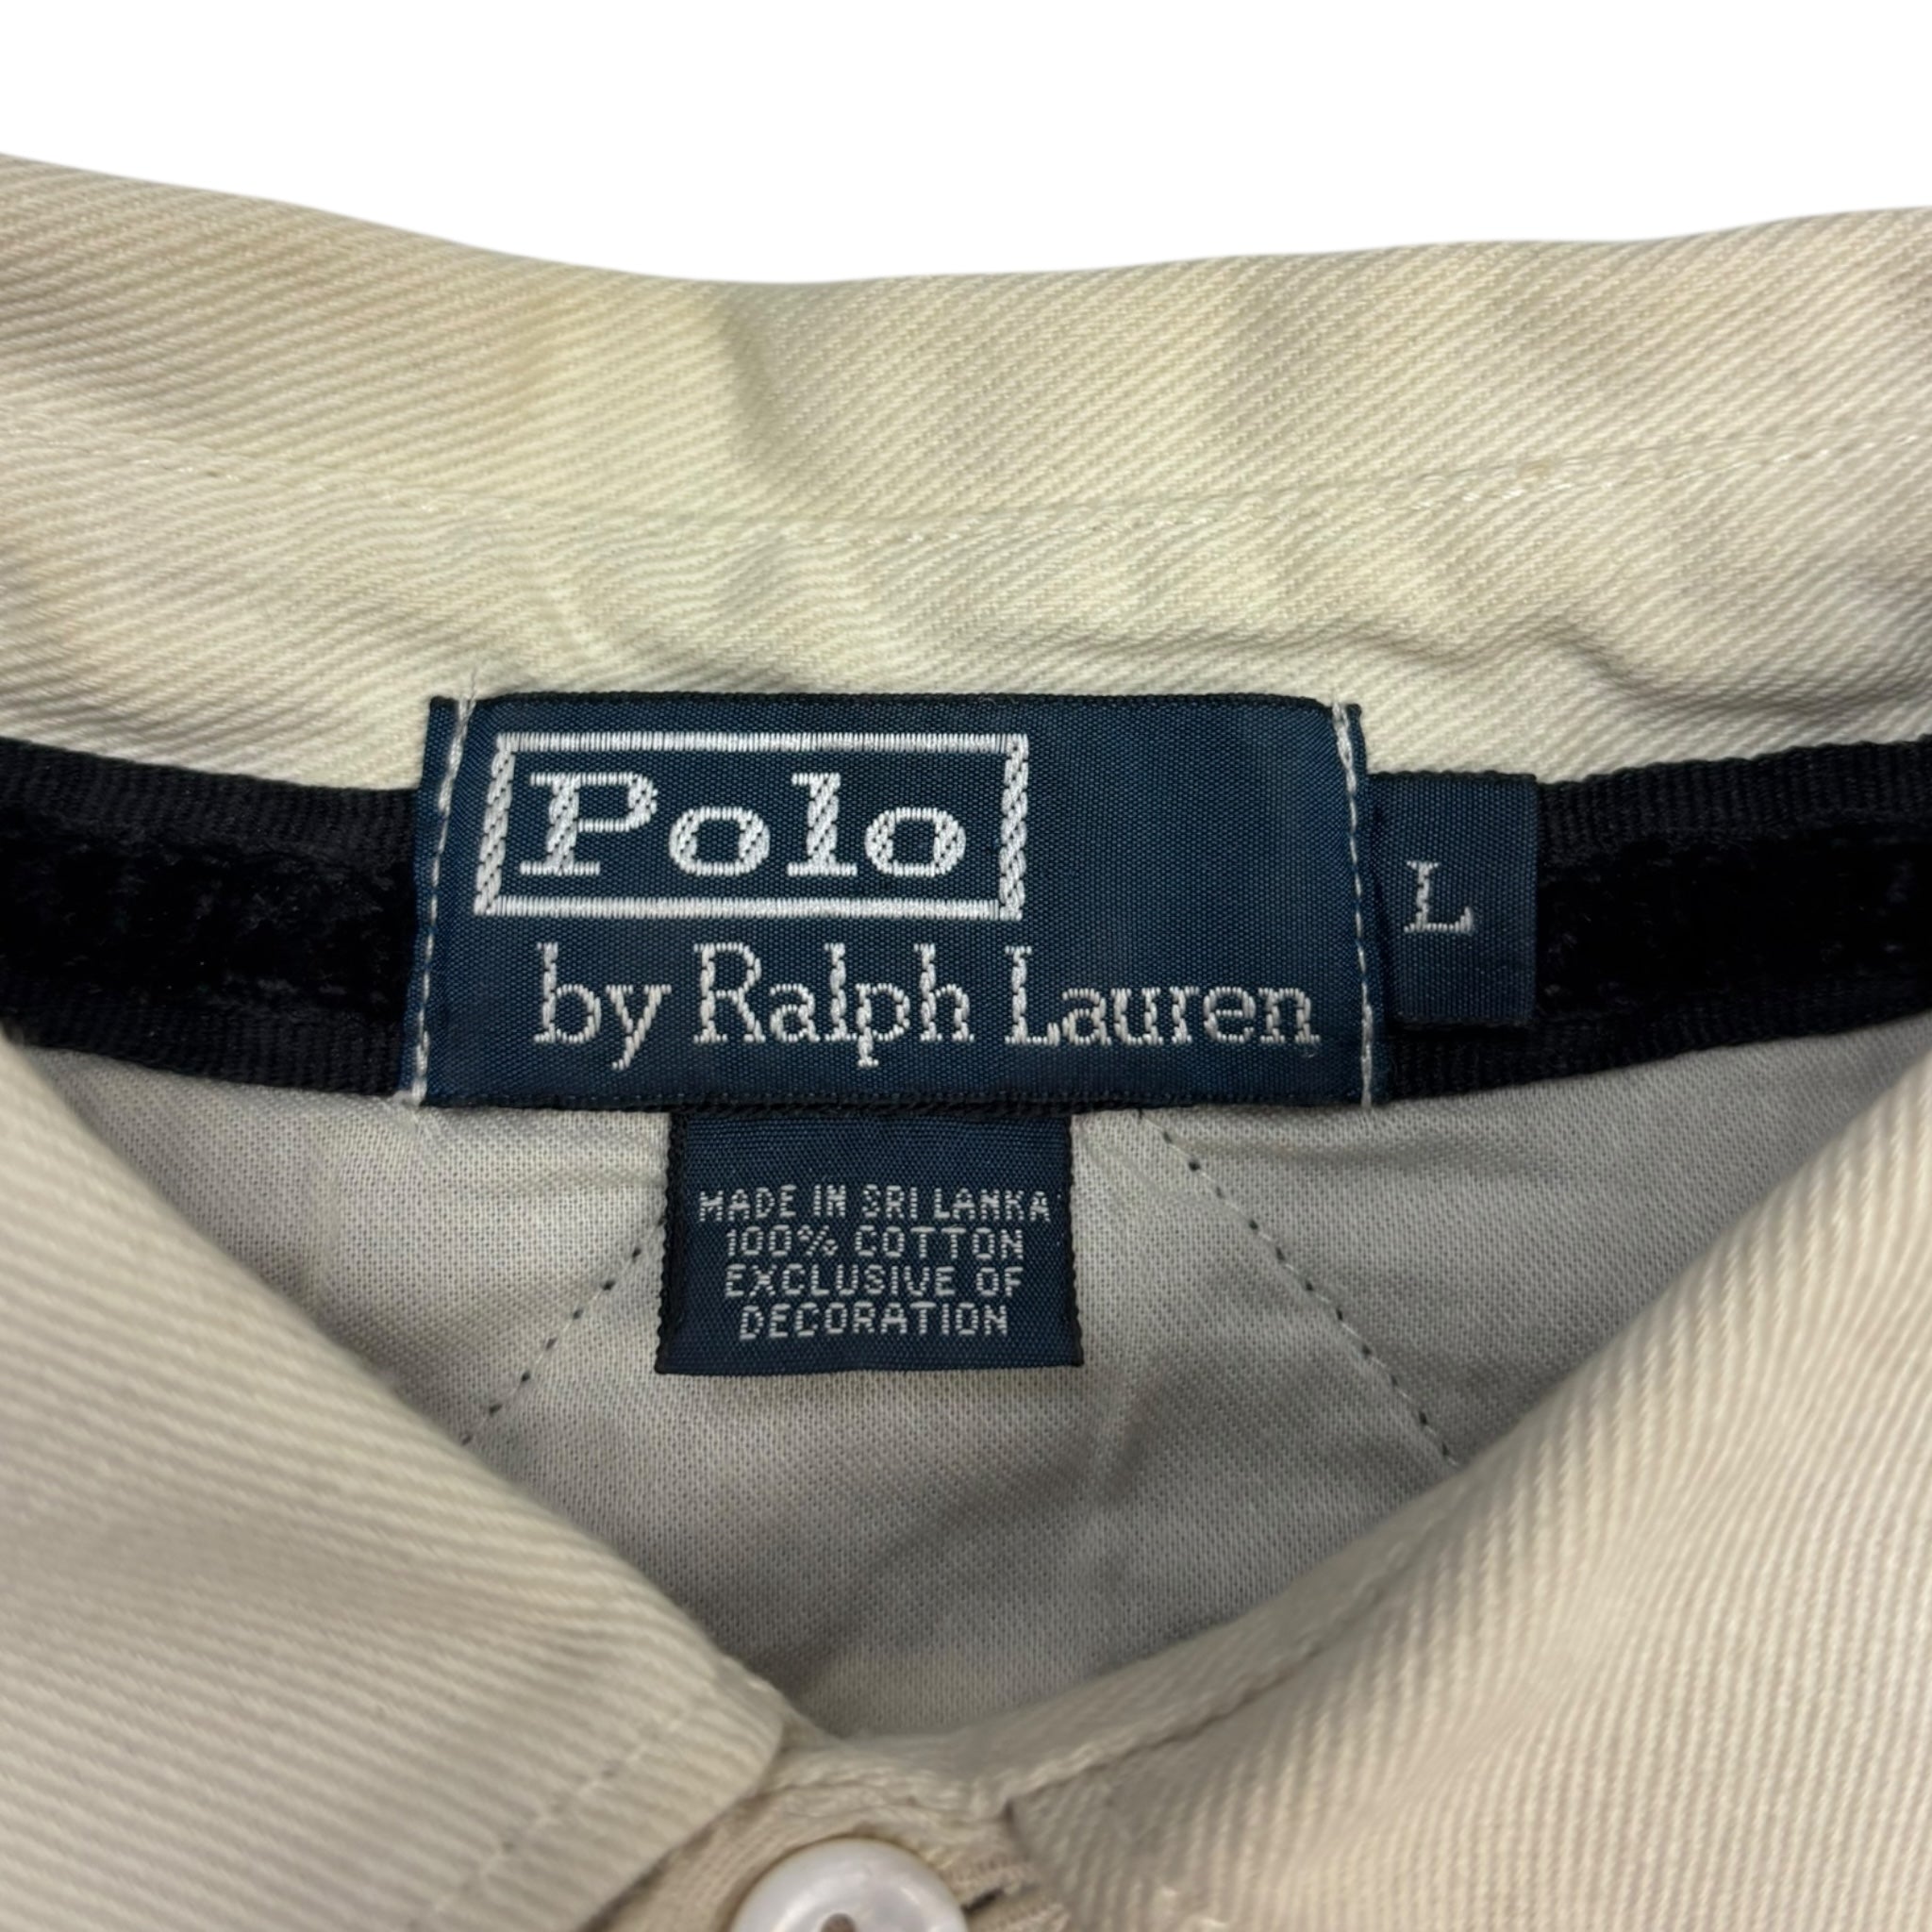 Polo
by Ralph Lauren
L
MADE IN SRI LANKA
100% COTTON
EXCLUSIVE OF
DECORATION